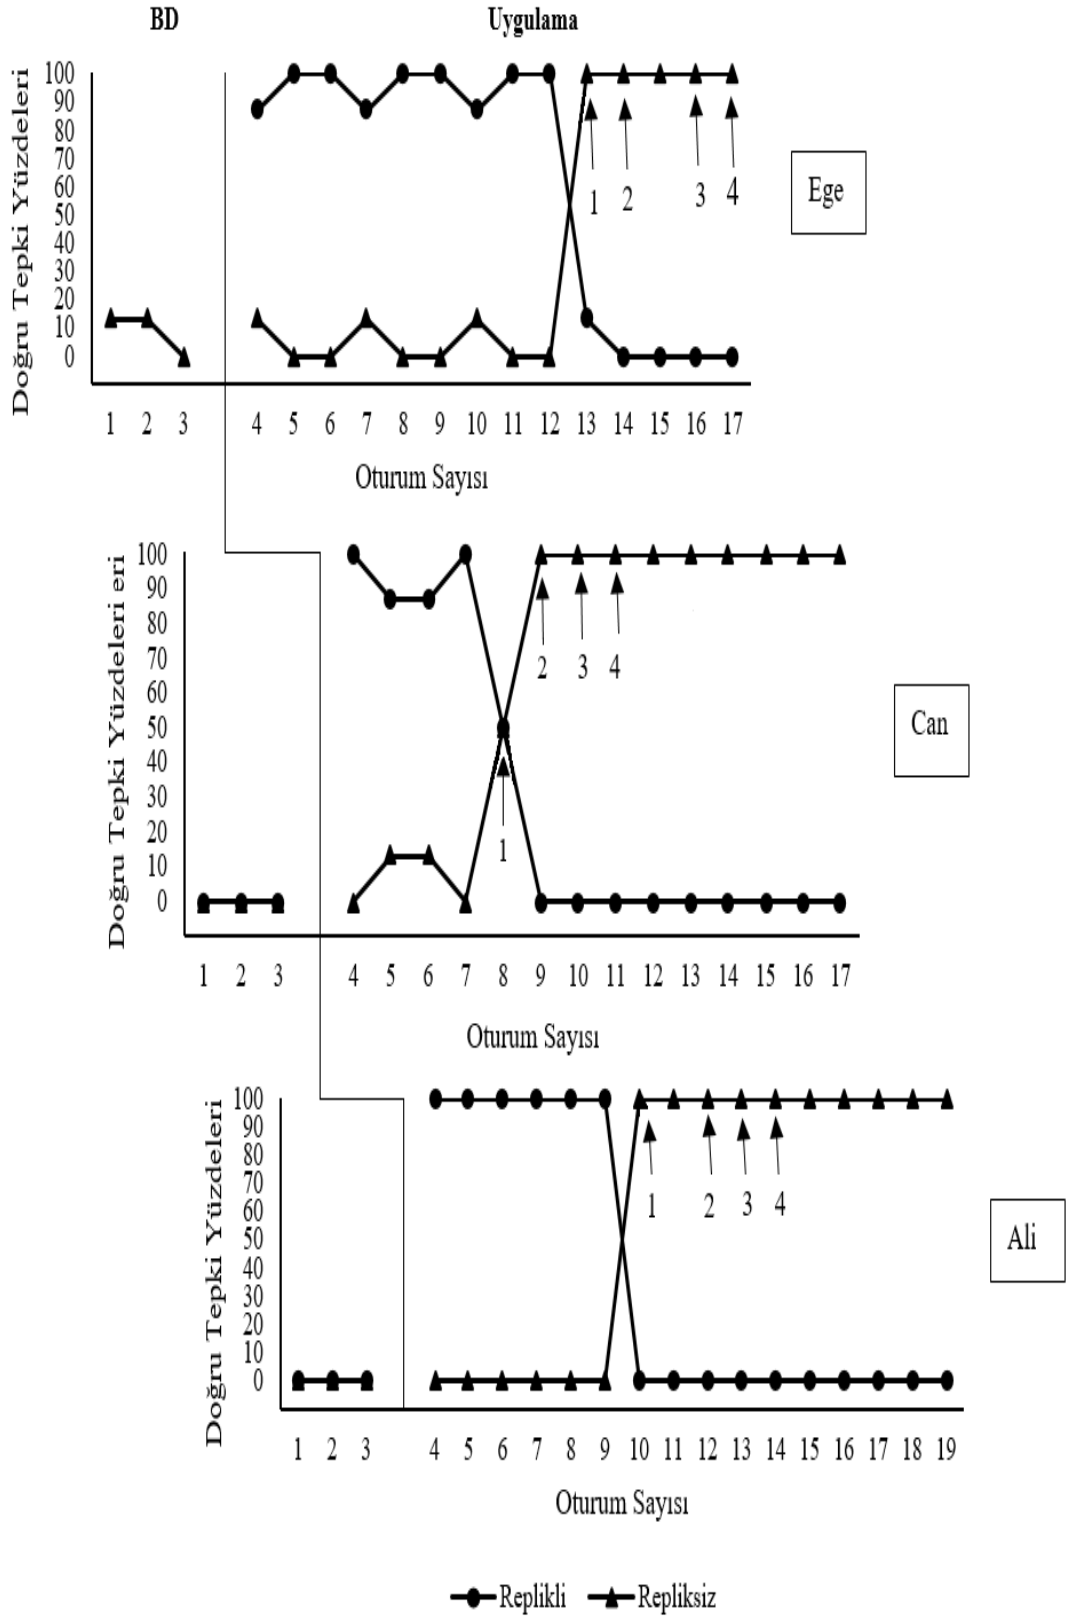 BD Uygulama
Doğru Tepki Yüzdeleri
100
90
80
70
60
50
40
30
20
10
0
1 2 3 4
Ege
1 2 3 4 5 6 7 8 9 10 11 12 13 14 15 16 17
Oturum Sayısı
Doğru Tepki Yüzdeleri eri
100
90
80
70
60
50
40
30
20
10
0
2 3 4
1
Can
1 2 3 4 5 6 7 8 9 10 11 12 13 14 15 16 17
Oturum Sayısı
Doğru Tepki Yüzdeleri
100
90
80
70
60
50
40
30
20
10
0
1 2 3 4
Ali
1 2 3 4 5 6 7 8 9 10 11 12 13 14 15 16 17 18 19
Oturum Sayısı
Replikli Repliksiz